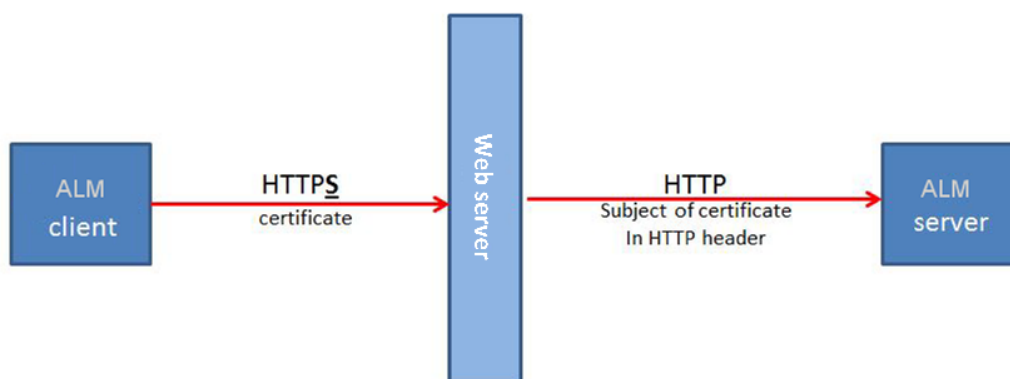 ALM
client
HTTPS
certificate
Web server
HTTP
Subject of certificate
In HTTP header
ALM
server